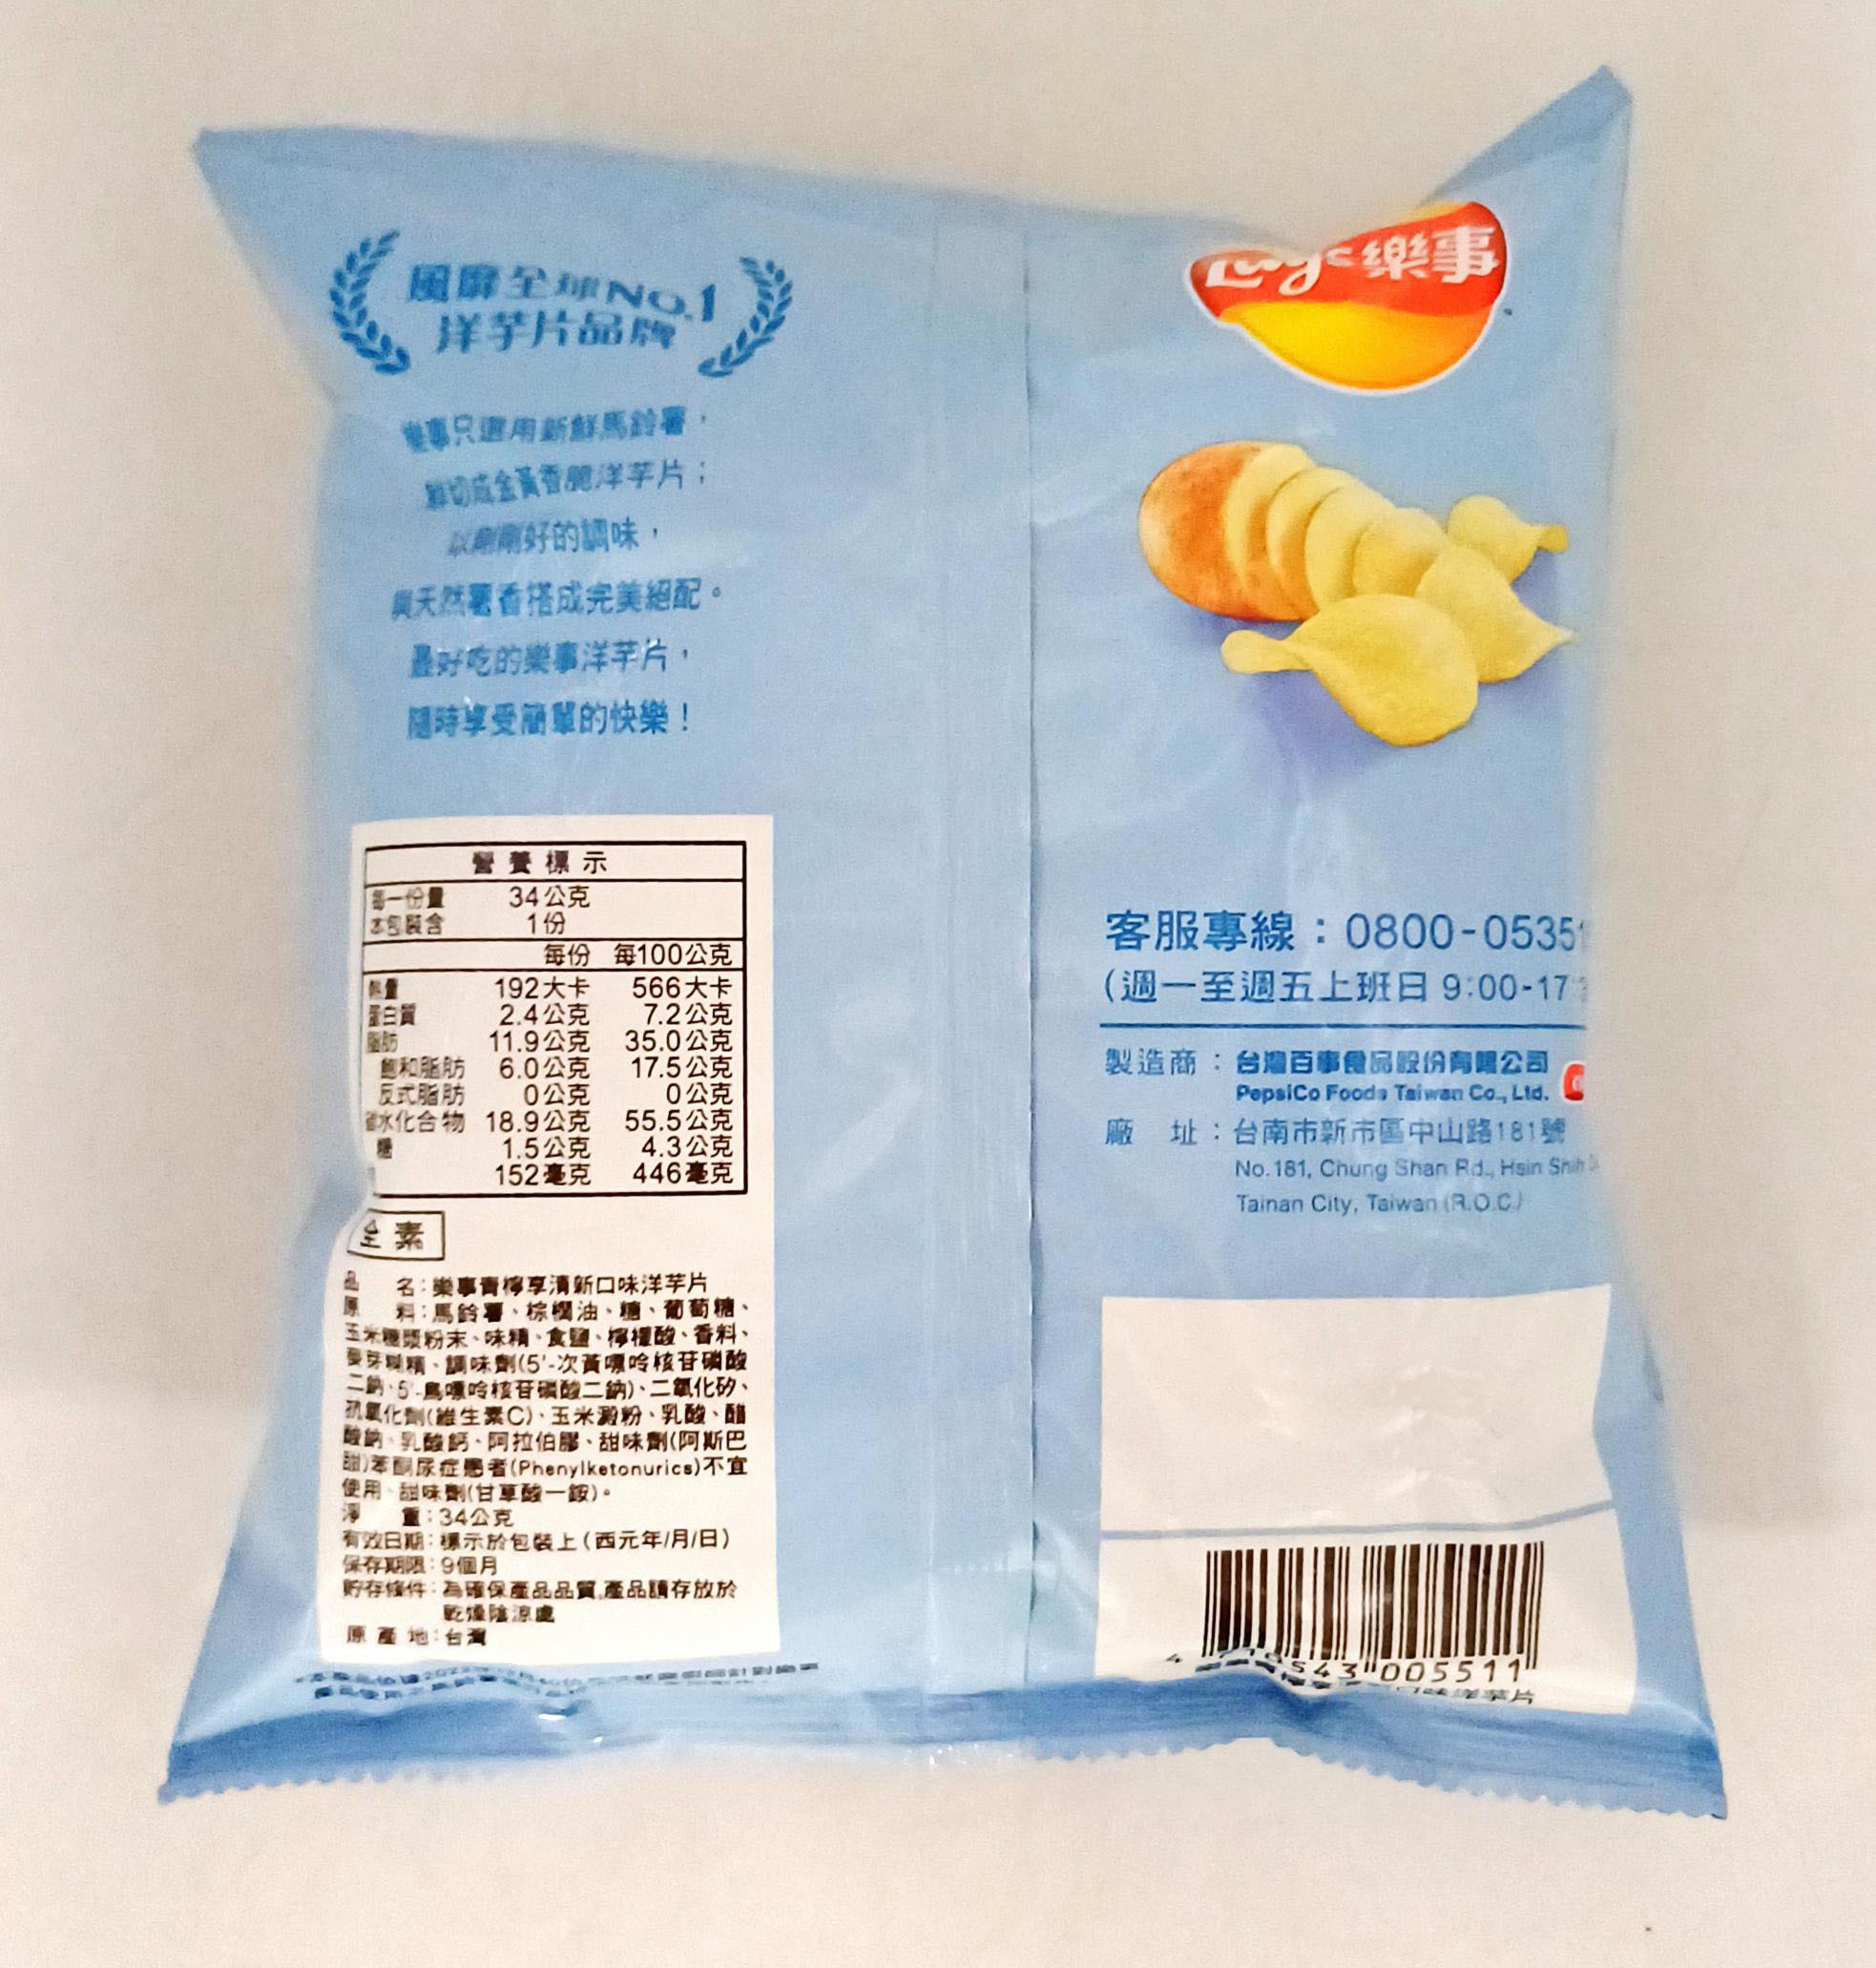 風靡全球NO.1
洋芋片品牌
樂事只選用新鮮馬鈴薯，
鮮切成金黃香脆洋芋片；
以剛剛好的調味，
與天然薯香搭成完美絕配。
最好吃的樂事洋芋片，
隨時享受簡單的快樂！
營養標示
每一份量 34公克
本包裝含 1份
每份 每100公克
熱量 192大卡 566大卡
蛋白質 2.4公克 7.2公克
脂肪 11.9公克 35.0公克
飽和脂肪 6.0公克 17.5公克
反式脂肪 0公克 0公克
碳水化合物 18.9公克 55.5公克
糖 1.5公克 4.3公克
152毫克 446毫克
全素
品 名：樂事青檸享清新口味洋芋片
原 料：馬鈴薯、棕櫚油、糖、葡萄糖、
玉米糖漿粉末、味精、食鹽、檸檬酸、香料、
麥芽糊精、調味劑(5'-次黃嘌呤核苷磷酸
二鈉、5'-鳥嘌呤核苷磷酸二鈉)、二氧化矽、
抗氧化劑(維生素C)、玉米澱粉、乳酸、醋
酸鈉、乳酸鈣、阿拉伯膠、甜味劑(阿斯巴
甜)苯酮尿症患者(Phenylketonurics)不宜
使用、甜味劑(甘草酸一銨)。
淨 重：34公克
有效日期：標示於包裝上(西元年/月/日)
保存期限：9個月
貯存條件：為確保產品品質,產品請存放於
乾燥陰涼處
原產地：台灣
Lay's 樂事
客服專線：0800-0535
(週一至週五上班日 9:00-17
製造商：台灣百事食品股份有限公司
PepsiCo Foods Taiwan Co., Ltd.
廠 址：台南市新市區中山路181號
No.181, Chung Shan Rd., Hsin Shih
Tainan City, Taiwan (R.O.C.)
543 005511
口味洋芋片